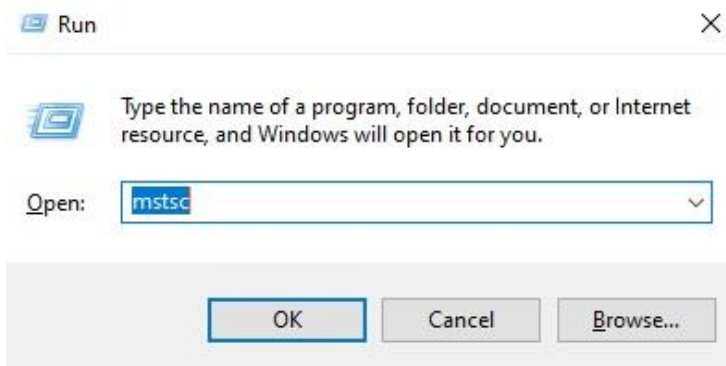 Run
Type the name of a program, folder, document, or Internet
resource, and Windows will open it for you.
Open: mstsc
OK Cancel Browse...